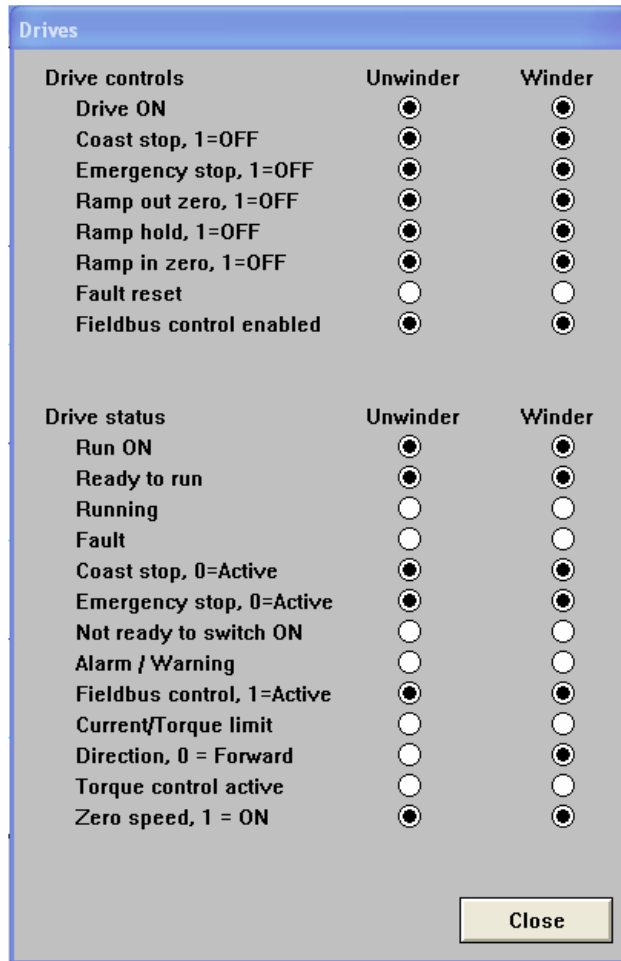 Drives
Drive controls Unwinder Winder
Drive ON
Coast stop, 1=OFF
Emergency stop, 1=OFF
Ramp out zero, 1=OFF
Ramp hold, 1=OFF
Ramp in zero, 1=OFF
Fault reset
Fieldbus control enabled
Drive status Unwinder Winder
Run ON
Ready to run
Running
Fault
Coast stop, 0=Active
Emergency stop, 0=Active
Not ready to switch ON
Alarm / Warning
Fieldbus control, 1=Active
Current/Torque limit
Direction, 0 = Forward
Torque control active
Zero speed, 1 = ON
Close